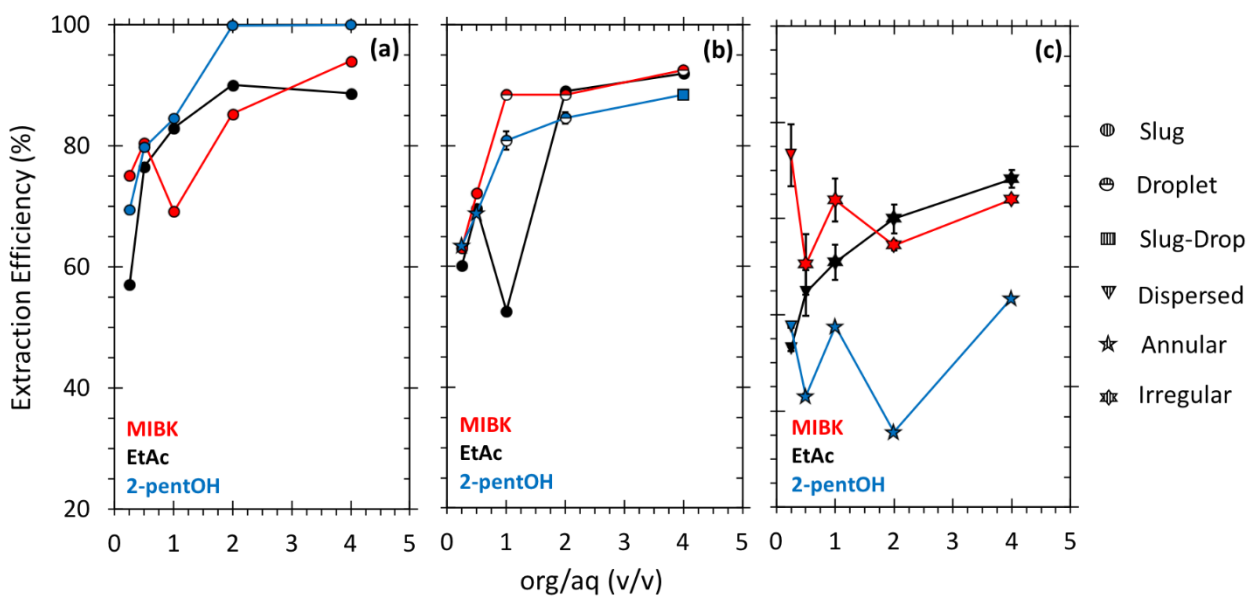 100
80
60
40
20
Extraction Efficiency (%)
(a)
MIBK
EtAc
2-pentOH
0 1 2 3 4 5
(b)
MIBK
EtAc
2-pentOH
0 1 2 3 4 5
(c)
MIBK
EtAc
2-pentOH
0 1 2 3 4 5
org/aq (v/v)
Slug
Droplet
Slug-Drop
Dispersed
Annular
Irregular